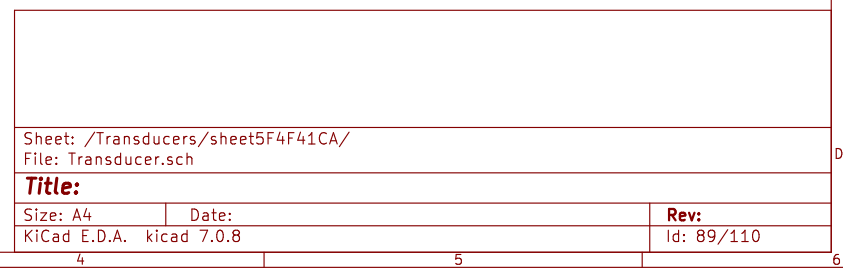 Sheet: /Transducers/sheet5F4F41CA/
File: Transducer.sch
D
Title:
Size: A4 Date: Rev:
KiCad E.D.A. kicad 7.0.8 Id: 89/110
4 5 6